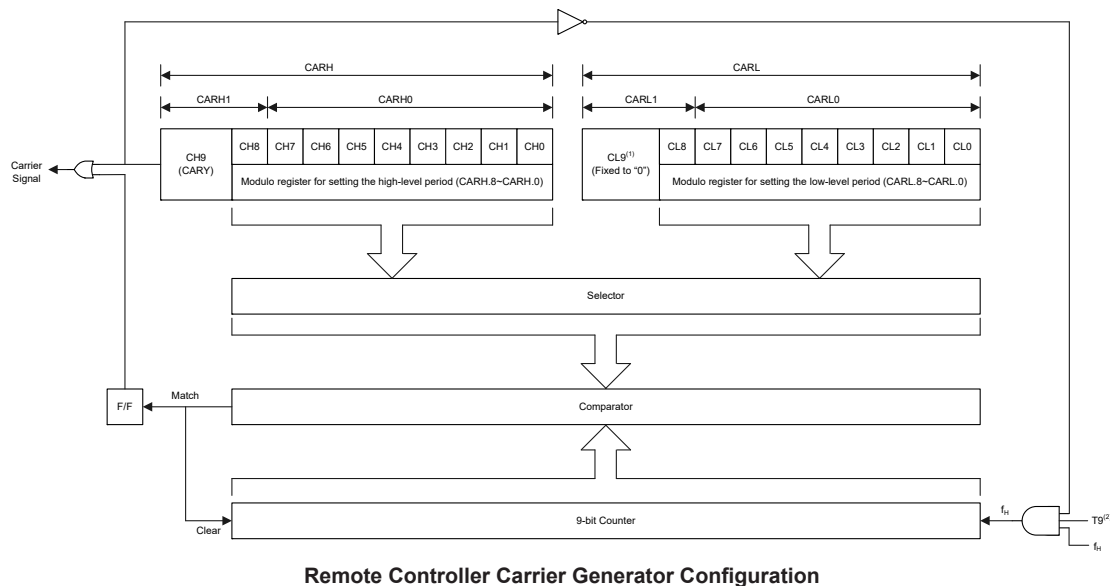 CARH
CARL
CARH1
CARH0
CARL1
CARL0
CH9
(CARY)
CH8
CH7
CH6
CH5
CH4
CH3
CH2
CH1
CH0
CL9(1)
(Fixed to “0”)
CL8
CL7
CL6
CL5
CL4
CL3
CL2
CL1
CL0
Carrier
Signal
Modulo register for setting the high-level period (CARH.8~CARH.0)
Modulo register for setting the low-level period (CARL.8~CARL.0)
Selector
F/F
Match
Comparator
Clear
9-bit Counter
fH
T9(2
fH
Remote Controller Carrier Generator Configuration